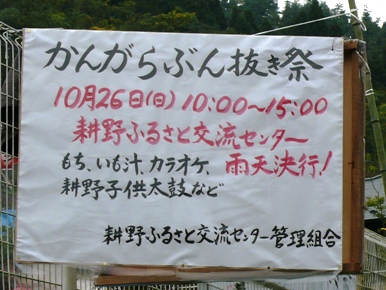 かんがらぶん抜き祭
10月26日(日) 10:00～15:00
耕野ふるさと交流センター
もち、いも汁、カラオケ、雨天決行!
耕野子供太鼓など
耕野ふるさと交流センター管理組合